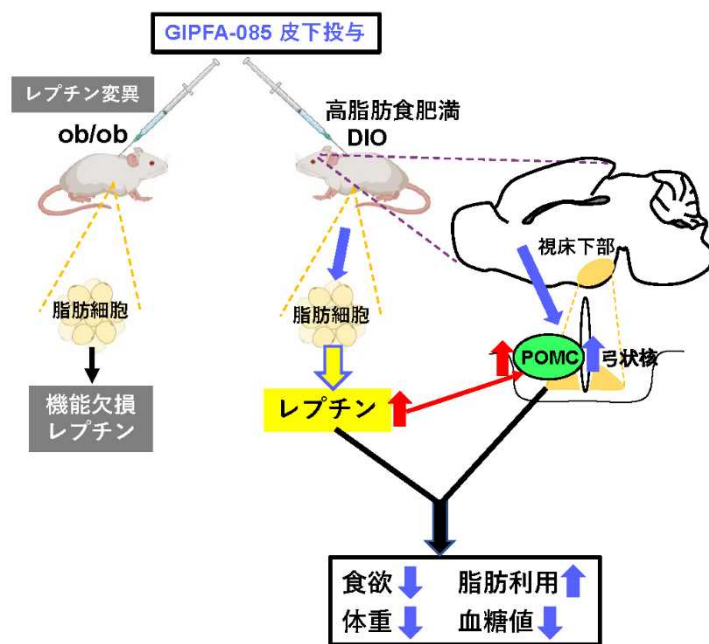 GIPFA-085 皮下投与
レプチン変異
ob/ob
高脂肪食肥満
DIO
視床下部
脂肪細胞
脂肪細胞
POMC
弓状核
機能欠損
レプチン
レプチン
食欲 脂肪利用
体重 血糖値